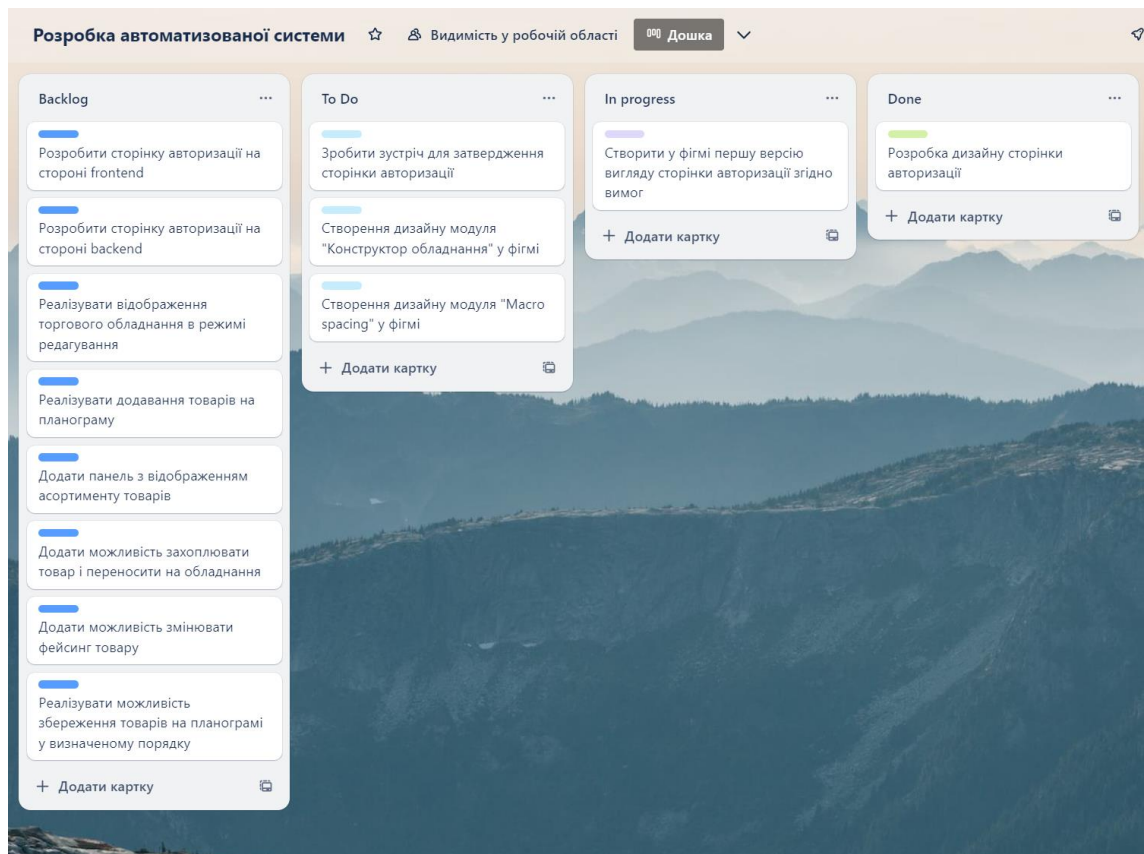 Розробка автоматизованої системи
Видимість у робочій області
Дошка
Backlog
Розробити сторінку авторизації на
стороні frontend
Розробити сторінку авторизації на
стороні backend
Реалізувати відображення
торгового обладнання в режимі
редагування
Реалізувати додавання товарів на
планограму
Додати панель з відображенням
асортименту товарів
Додати можливість захоплювати
товар і переносити на обладнання
Додати можливість змінювати
фейсинг товару
Реалізувати можливість
збереження товарів на планограмі
у визначеному порядку
+ Додати картку
To Do
Зробити зустріч для затвердження
сторінки авторизації
Створення дизайну модуля
"Конструктор обладнання" у фігмі
Створення дизайну модуля "Macro
spacing" у фігмі
+ Додати картку
In progress
Створити у фігмі першу версію
вигляду сторінки авторизації згідно
вимог
+ Додати картку
Done
Розробка дизайну сторінки
авторизації
+ Додати картку